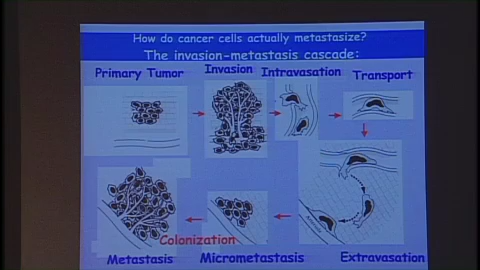 How do cancer cells actually metastasize?
The invasion-metastasis cascade:
Primary Tumor
Invasion
Intravasation
Transport
Colonization
Metastasis
Micrometastasis
Extravasation